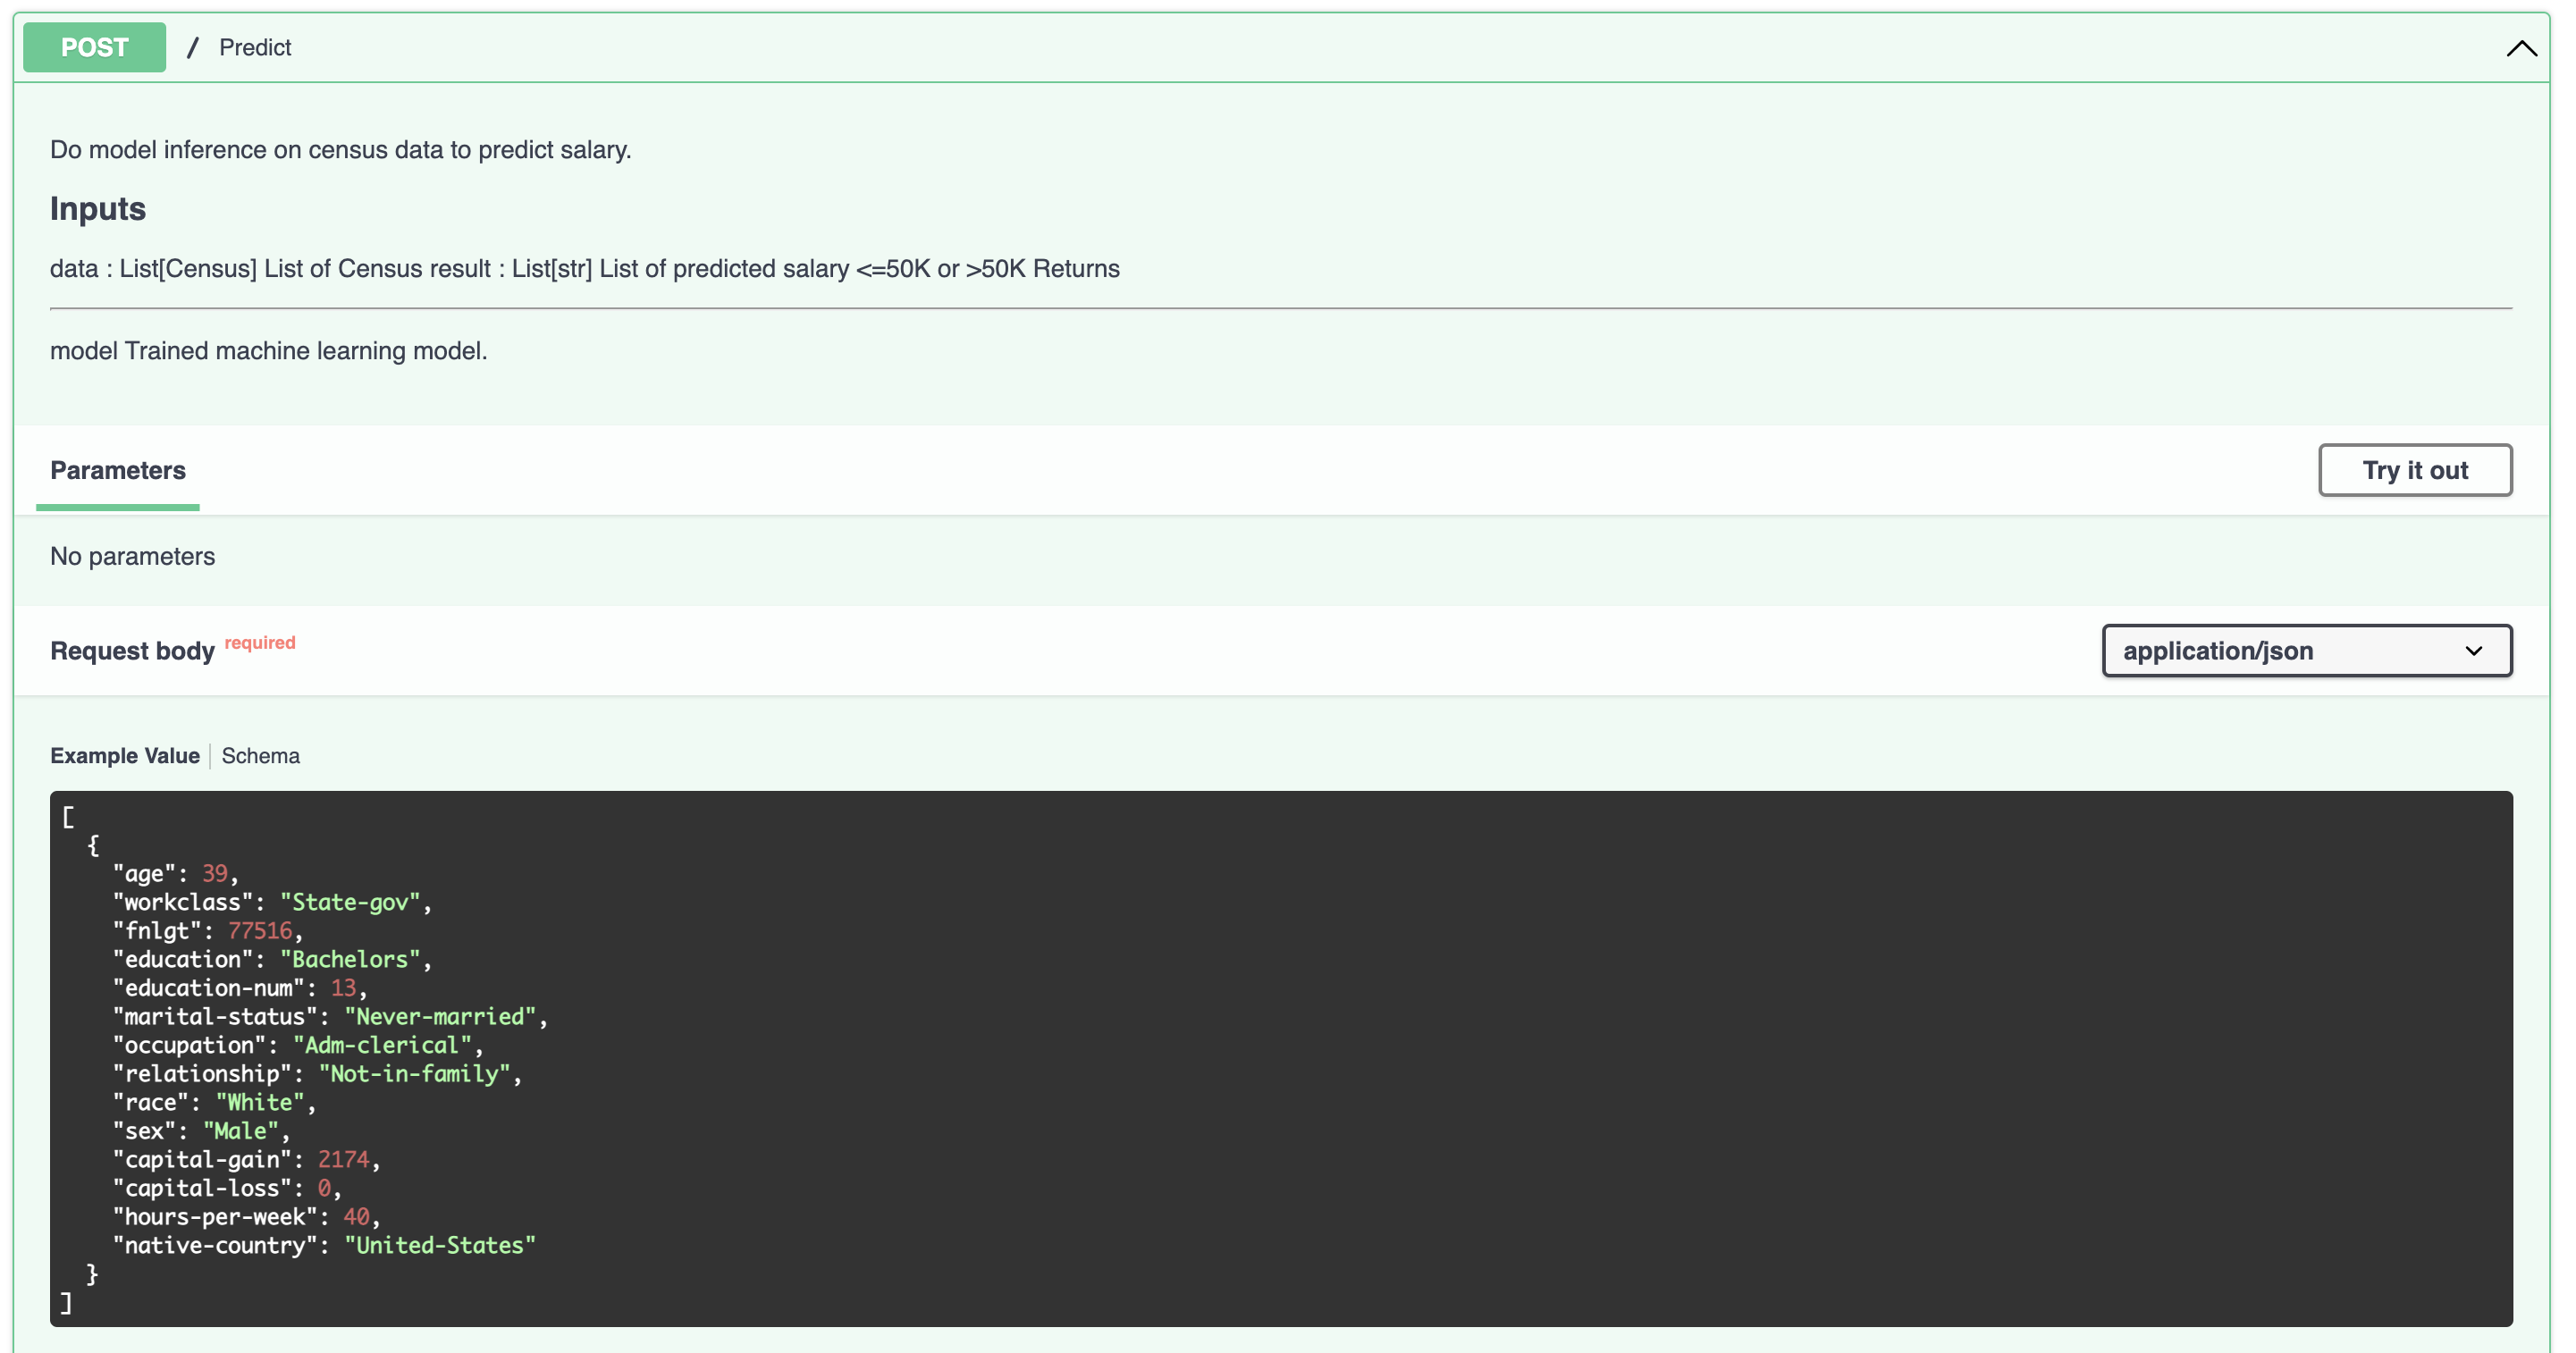 POST / Predict
Do model inference on census data to predict salary.
Inputs
data : List[Census] List of Census result : List[str] List of predicted salary <=50K or >50K Returns
model Trained machine learning model.
Parameters
Try it out
No parameters
Request body required
application/json
Example Value Schema
[
  {
    "age": 39,
    "workclass": "State-gov",
    "fnlgt": 77516,
    "education": "Bachelors",
    "education-num": 13,
    "marital-status": "Never-married",
    "occupation": "Adm-clerical",
    "relationship": "Not-in-family",
    "race": "White",
    "sex": "Male",
    "capital-gain": 2174,
    "capital-loss": 0,
    "hours-per-week": 40,
    "native-country": "United-States"
  }
]